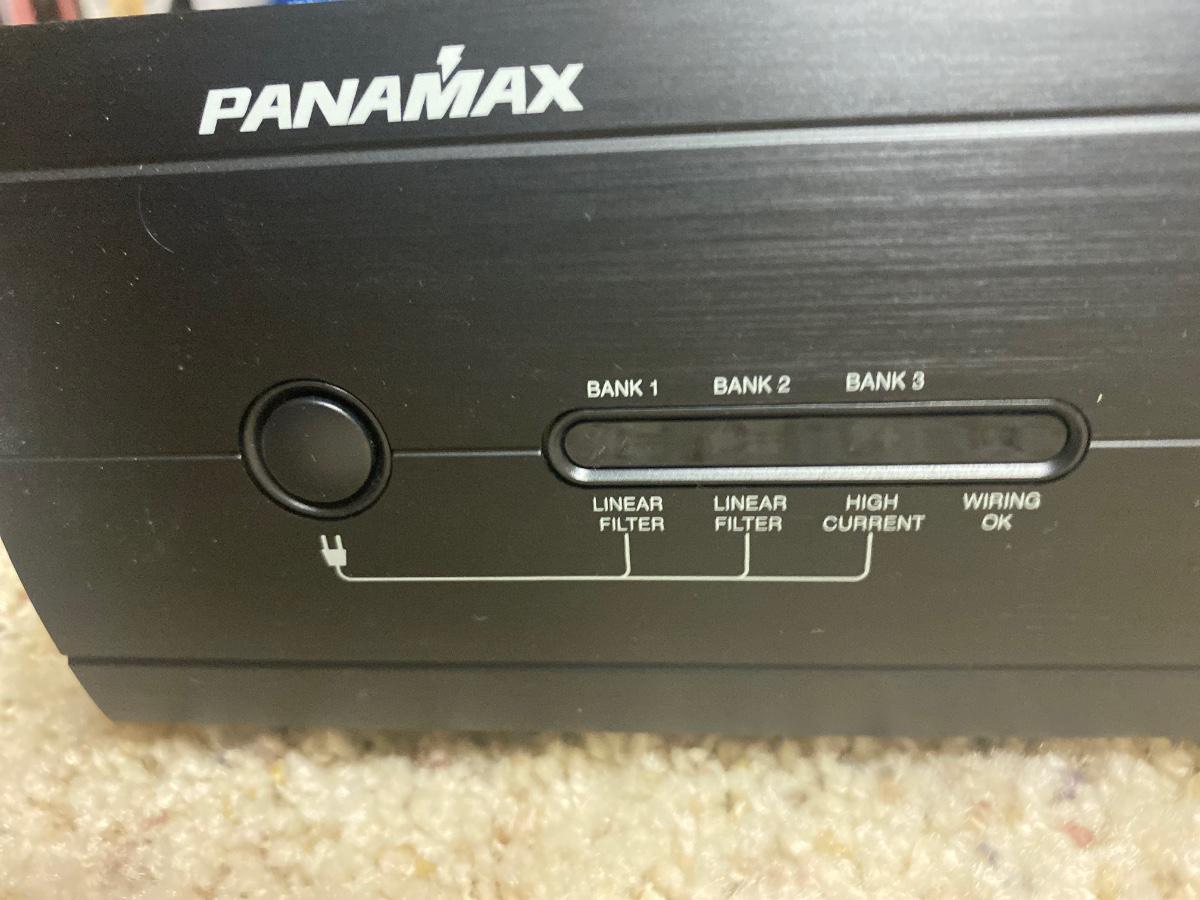 PANAMAX
BANK 1 BANK 2 BANK 3
LINEAR LINEAR HIGH WIRING
FILTER FILTER CURRENT OK